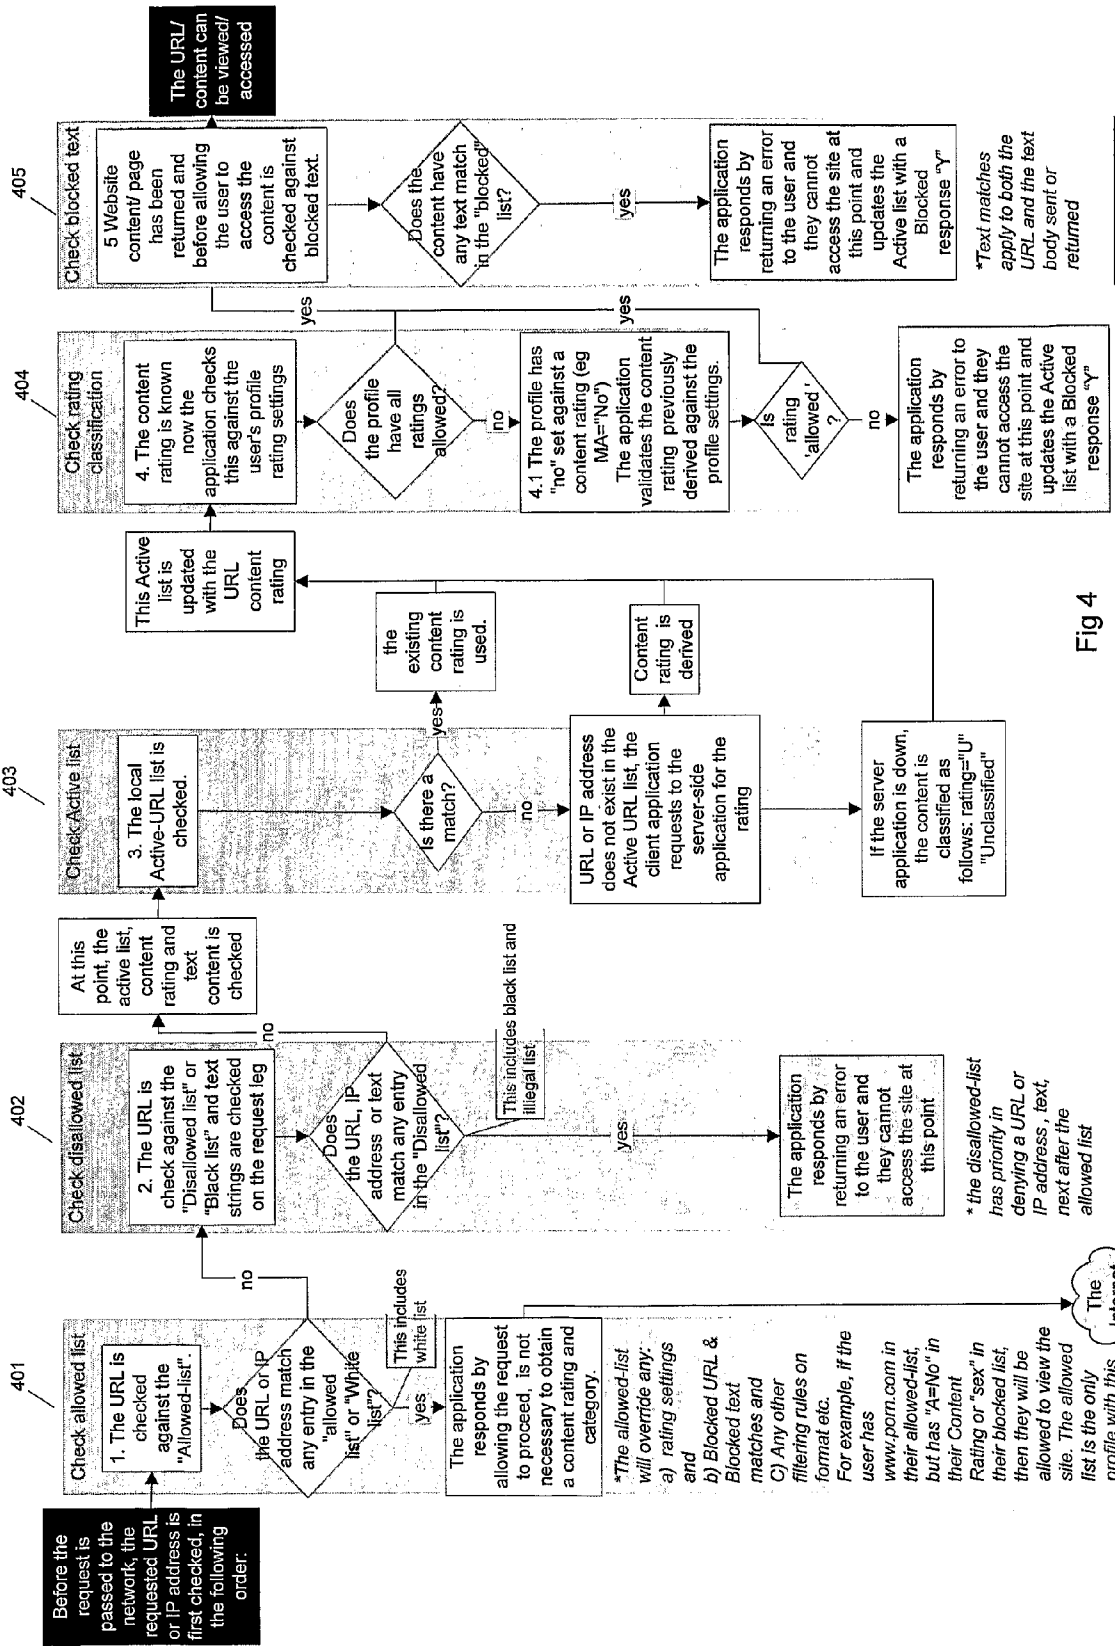 Before the
request is
passed to the
network, the
requested URL
or IP address is
first checked, in
the following
order:
401
Check allowed list
1. The URL is
checked
against the
"Allowed-list".
Does
the URL or IP
address match
any entry in the
"allowed
list" or "White
list"?
no
yes
This includes
white list
The application
responds by
allowing the request
to proceed, is not
necessary to obtain
a content rating and
category.
*The allowed-list
will override any:
a) rating settings
and
b) Blocked URL &
Blocked text
matches and
C) Any other
filtering rules on
format etc.
For example, if the
user has
www.porn.com in
their allowed-list,
but has "A=No" in
their Content
Rating or "sex" in
their blocked list,
then they will be
allowed to view the
site. The allowed
list is the only
profile with this
The
402
Check disallowed list
2. The URL is
check against the
"Disallowed list" or
"Black list" and text
strings are checked
on the request leg
Does
the URL, IP
address or text
match any entry
in the "Disallowed
list"?
no
This includes black list and
illegal list.
yes
The application
responds by
returning an error
to the user and
they cannot
access the site at
this point
* the disallowed-list
has priority in
denying a URL or
IP address , text,
next after the
allowed list
At this
point, the
active list,
content
rating and
text
content is
checked
403
Check Active list
3. The local
Active-URL list is
checked.
Is there a
match?
yes
no
the
existing
content
rating is
used.
URL or IP address
does not exist in the
Active URL list, the
client application
requests to the
server-side
application for the
rating
Content
rating is
derived
If the server
application is down,
the content is
classified as
follows: rating="U"
"Unclassified"
This Active
list is
updated
with the
URL
content
rating
404
Check rating
classification
4. The content
rating is known
now the
application checks
this against the
user's profile
rating settings
Does
the profile
have all
ratings
allowed?
yes
no
4.1 The profile has
"no" set against a
content rating (eg
MA="No")
The application
validates the content
rating previously
derived against the
profile settings.
Is
rating
'allowed '
?
yes
no
The application
responds by
returning an error to
the user and they
cannot access the
site at this point and
updates the Active
list with a Blocked
response "Y"
405
Check blocked text
5 Website
content/ page
has been
returned and
before allowing
the user to
access the
content is
checked against
blocked text.
The URL/
content can
be viewed/
accessed
Does the
content have
any text match
in the "blocked"
list?
yes
The application
responds by
returning an error
to the user and
they cannot
access the site at
this point and
updates the
Active list with a
Blocked
response "Y"
*Text matches
apply to both the
URL and the text
body sent or
returned
Fig 4